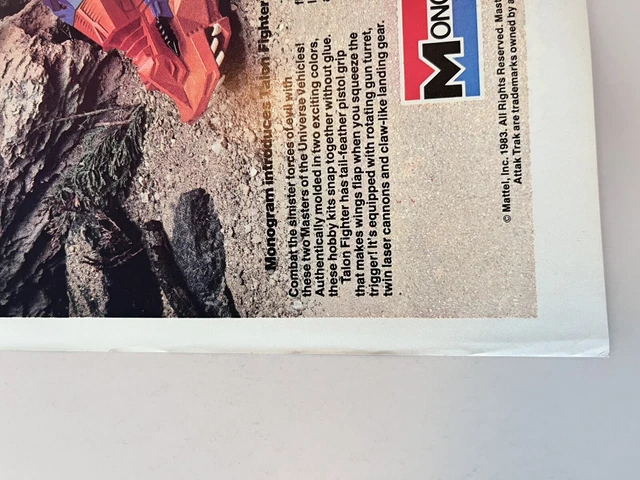 Monogram introduces Talon Fighter
Combat the sinister forces of evil with
these two Masters of the Universe vehicles!
Authentically molded in two exciting colors,
these hobby kits snap together without glue.
Talon Fighter has tail-feather pistol grip
that makes wings flap when you squeeze the
trigger! It's equipped with rotating gun turret,
twin laser cannons and claw-like landing gear.
MONO
© Mattel, Inc. 1983. All Rights Reserved.
Attak Trak are trademarks owned by